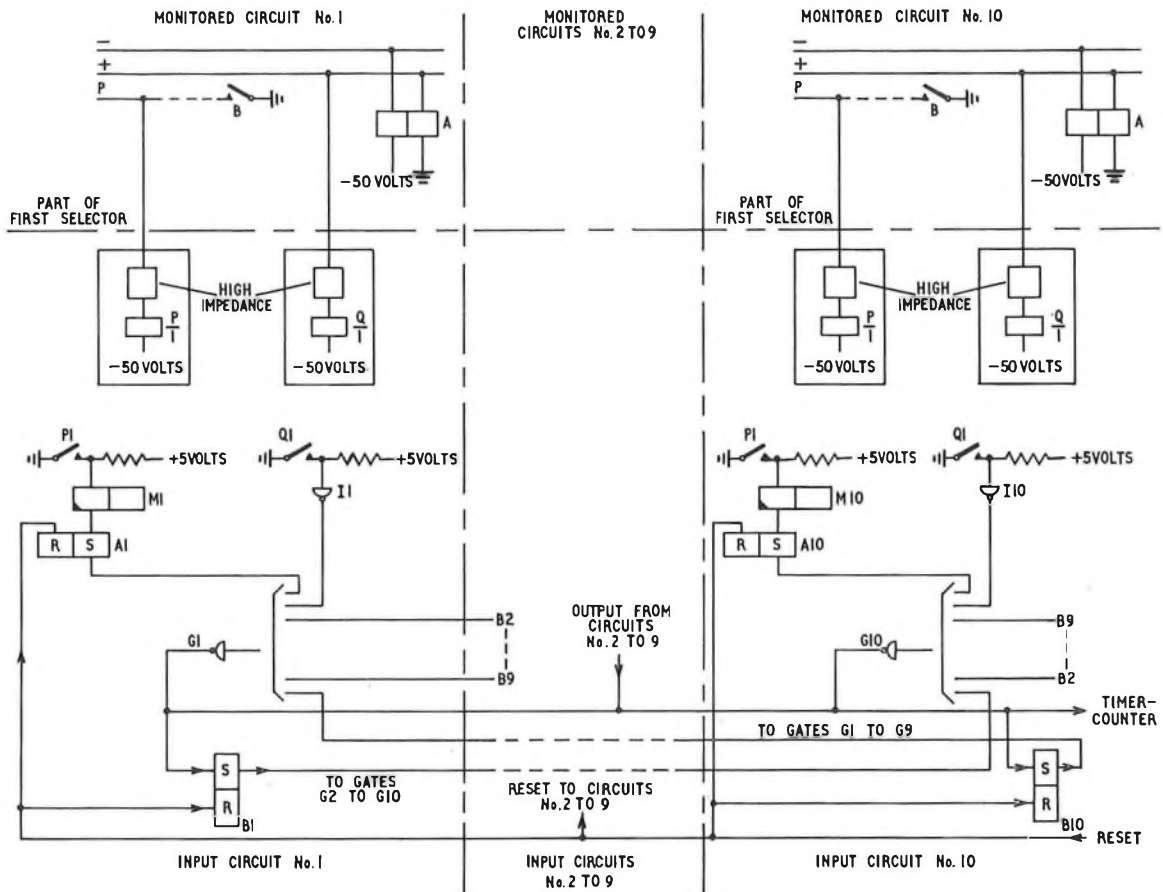 MONITORED CIRCUIT No.1
MONITORED
CIRCUITS No.2 TO 9
MONITORED CIRCUIT No.10
−
+
P
B
A
−50 VOLTS
PART OF
FIRST SELECTOR
−
+
P
B
A
−50 VOLTS
PART OF
FIRST SELECTOR
HIGH
IMPEDANCE
P
1
Q
1
−50 VOLTS
−50 VOLTS
HIGH
IMPEDANCE
P
1
Q
1
−50 VOLTS
−50 VOLTS
P1
+5VOLTS
Q1
+5VOLTS
M1
I1
R
S
A1
G1
B2
B9
P1
+5VOLTS
Q1
+5VOLTS
M10
I10
R
S
A10
G10
B9
B2
OUTPUT FROM
CIRCUITS
No.2 TO 9
TIMER-
COUNTER
TO GATES G1 TO G9
S
R
B1
TO GATES
G2 TO G10
RESET TO CIRCUITS
No.2 TO 9
S
R
B10
RESET
INPUT CIRCUIT No.1
INPUT CIRCUITS
No.2 TO 9
INPUT CIRCUIT No.10